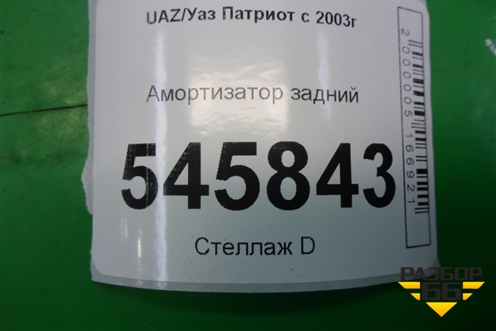 UAZ/Уаз Патриот с 2003г
Амортизатор задний
545843
Стеллаж D
2000005166921
РАЗБОР
66